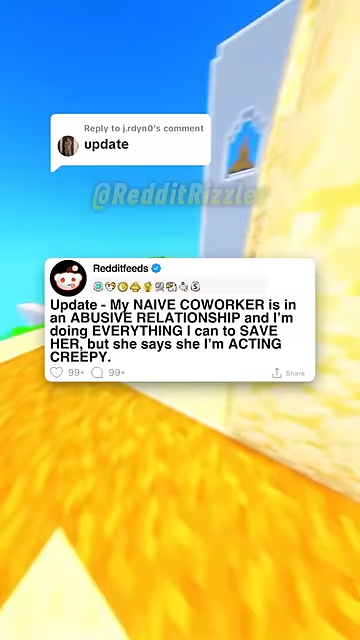 Reply to j.rdyn0's comment
update
@RedditRizzler
Redditfeeds
Update - My NAIVE COWORKER is in
an ABUSIVE RELATIONSHIP and I'm
doing EVERYTHING I can to SAVE
HER, but she says she I'm ACTING
CREEPY.
99+ 99+ Share